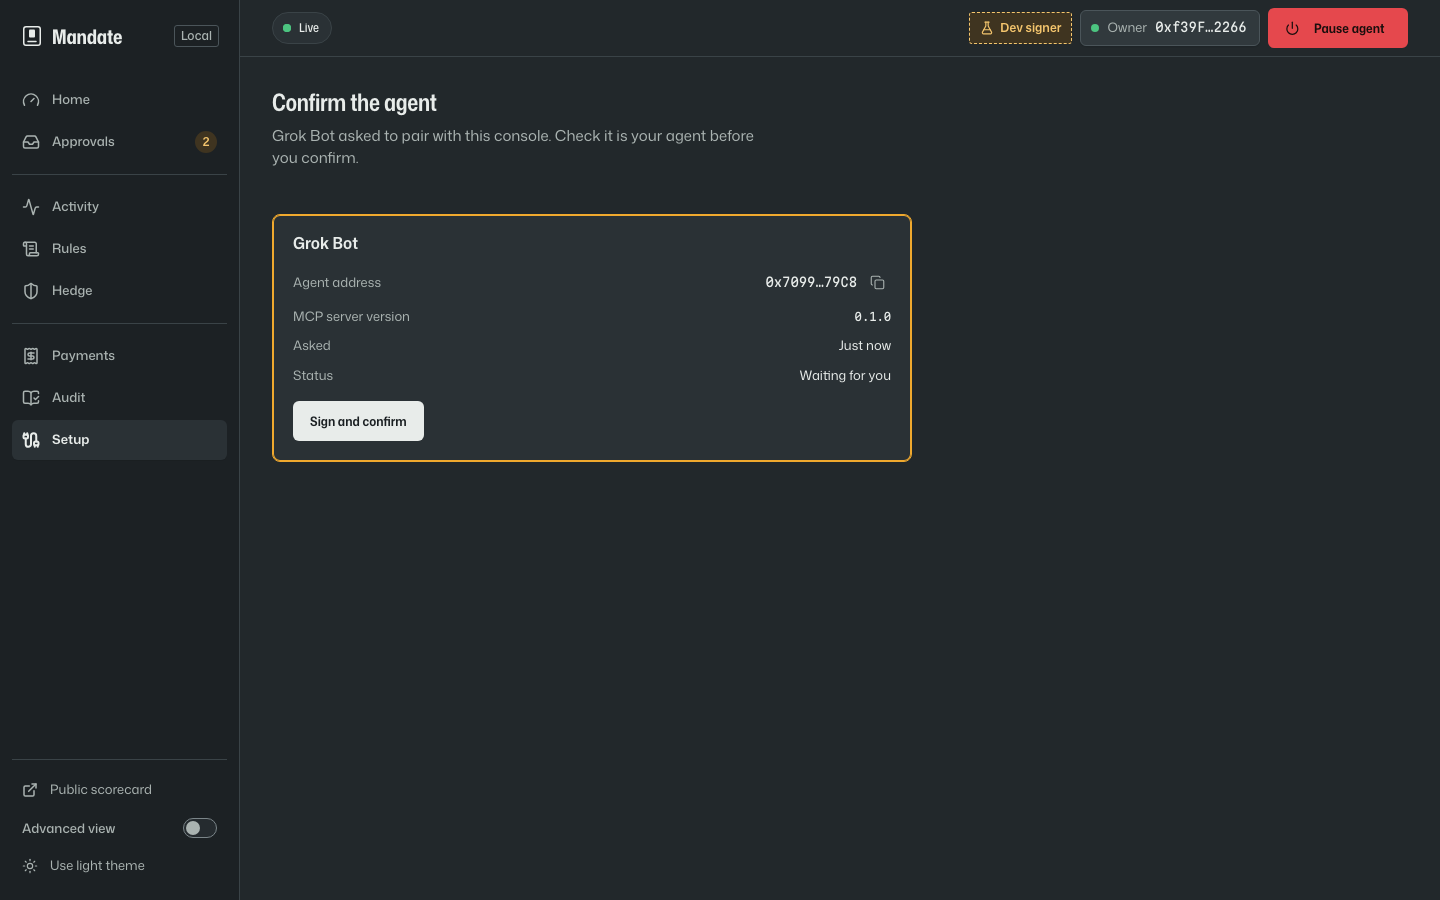 Mandate
Local
Home
Approvals
2
Activity
Rules
Hedge
Payments
Audit
Setup
Public scorecard
Advanced view
Use light theme
Live
Dev signer
Owner 0xf39F…2266
Pause agent
Confirm the agent
Grok Bot asked to pair with this console. Check it is your agent before
you confirm.
Grok Bot
Agent address 0x7099…79C8
MCP server version 0.1.0
Asked Just now
Status Waiting for you
Sign and confirm